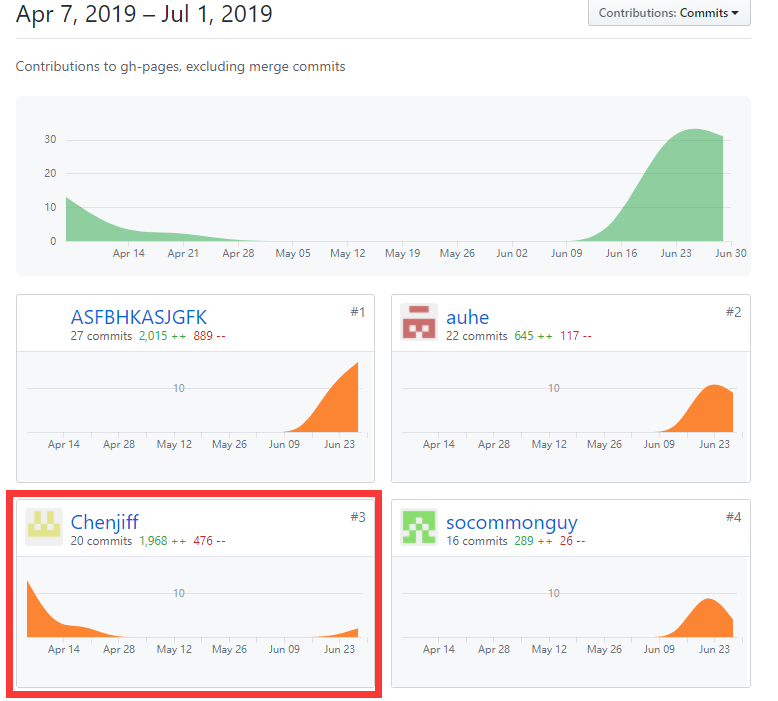 Apr 7, 2019 – Jul 1, 2019
Contributions: Commits
Contributions to gh-pages, excluding merge commits
30
20
10
0
Apr 14 Apr 21 Apr 28 May 05 May 12 May 19 May 26 Jun 02 Jun 09 Jun 16 Jun 23 Jun 30
ASFBHKASJGFK #1
27 commits 2,015 ++ 889 --
10
Apr 14 Apr 28 May 12 May 26 Jun 09 Jun 23
auhe #2
22 commits 645 ++ 117 --
10
Apr 14 Apr 28 May 12 May 26 Jun 09 Jun 23
Chenjiff #3
20 commits 1,968 ++ 476 --
10
Apr 14 Apr 28 May 12 May 26 Jun 09 Jun 23
socommonguy #4
16 commits 289 ++ 26 --
10
Apr 14 Apr 28 May 12 May 26 Jun 09 Jun 23